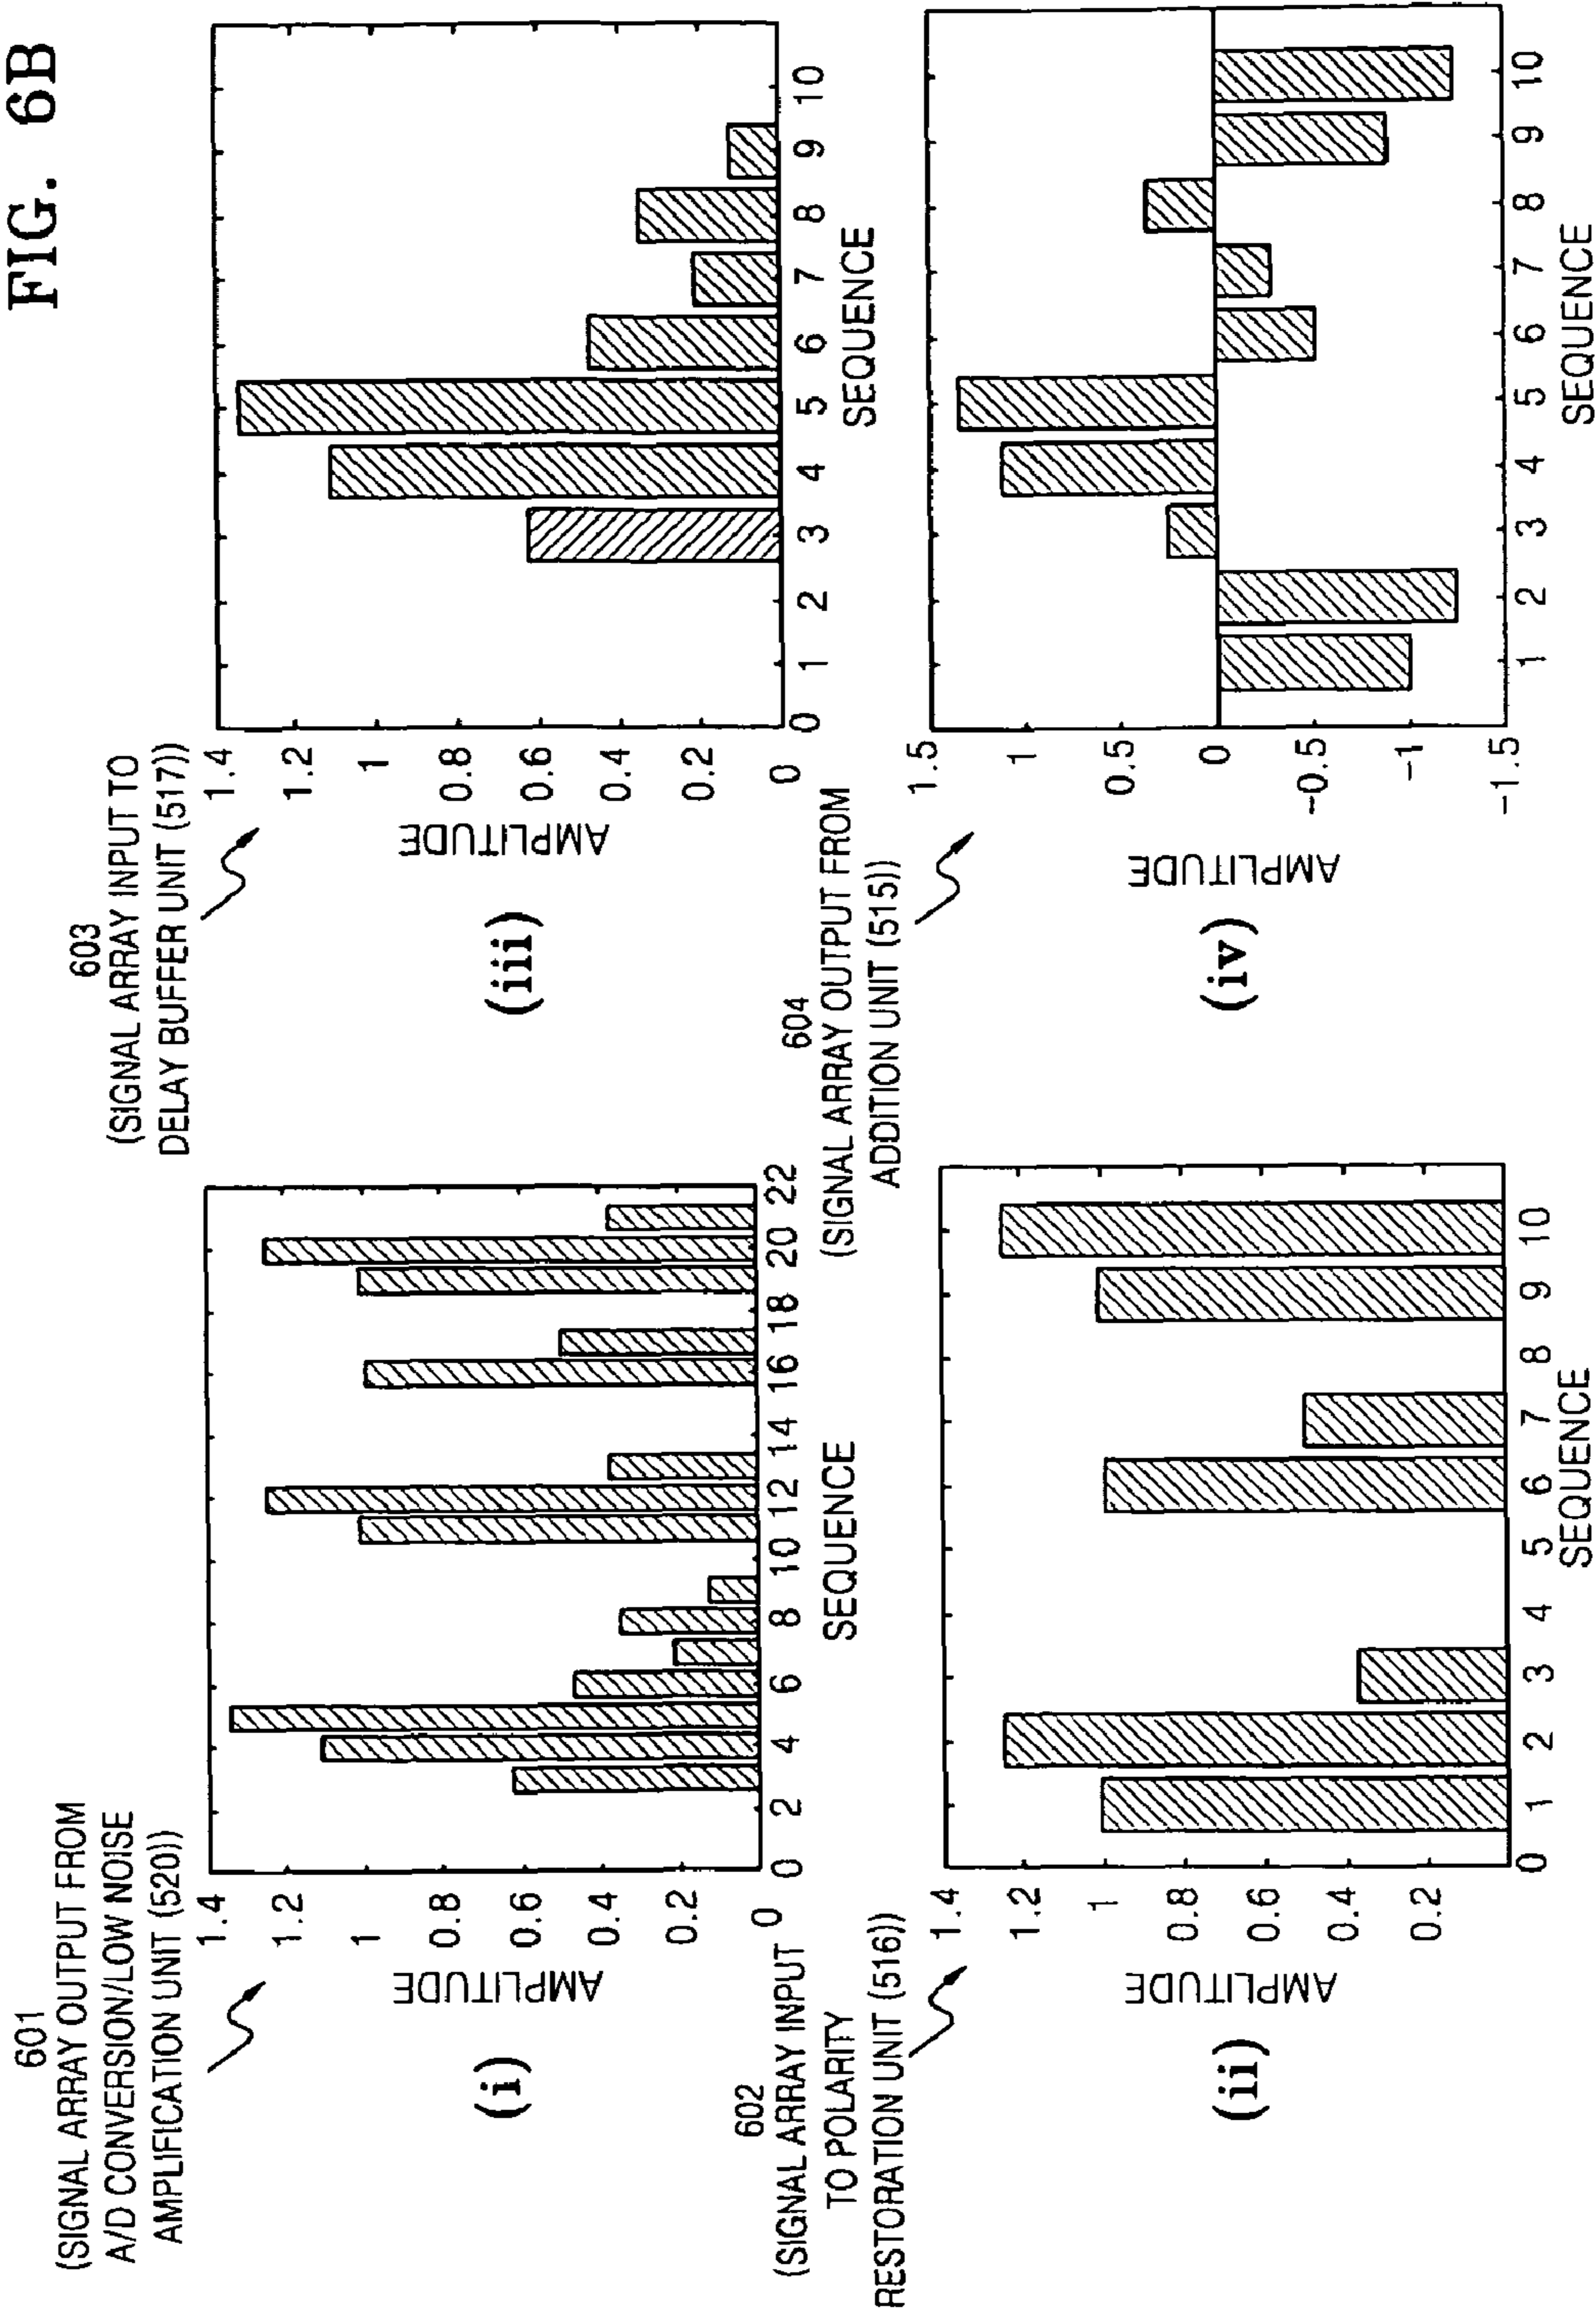 FIG. 6B
601
(SIGNAL ARRAY OUTPUT FROM
A/D CONVERSION/LOW NOISE
AMPLIFICATION UNIT (520))
(i)
AMPLITUDE
1.4
1.2
1
0.8
0.6
0.4
0.2
0
0 2 4 6 8 10 12 14 16 18 20 22
SEQUENCE
603
(SIGNAL ARRAY INPUT TO
DELAY BUFFER UNIT (517))
(iii)
AMPLITUDE
1.4
1.2
1
0.8
0.6
0.4
0.2
0
0 1 2 3 4 5 6 7 8 9 10
SEQUENCE
602
(SIGNAL ARRAY INPUT
TO POLARITY
RESTORATION UNIT (516))
(ii)
AMPLITUDE
1.4
1.2
1
0.8
0.6
0.4
0.2
0 1 2 3 4 5 6 7 8 9 10
SEQUENCE
604
(SIGNAL ARRAY OUTPUT FROM
ADDITION UNIT (515))
(iv)
AMPLITUDE
1.5
1
0.5
0
-0.5
-1
-1.5
1 2 3 4 5 6 7 8 9 10
SEQUENCE